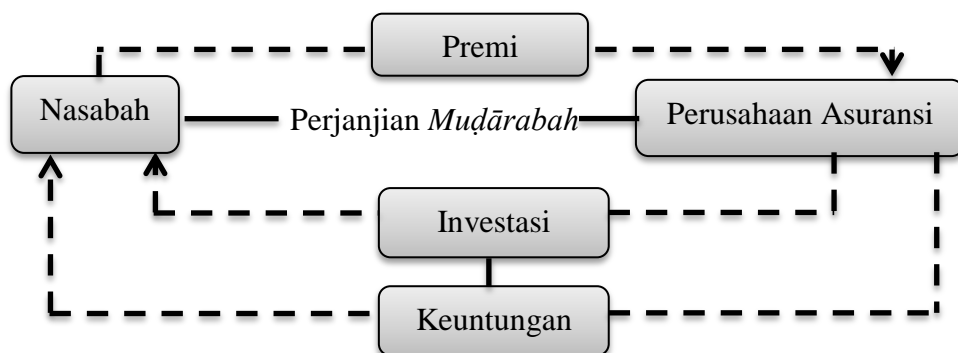 Premi
Nasabah
Perjanjian Muḍārabah
Perusahaan Asuransi
Investasi
Keuntungan